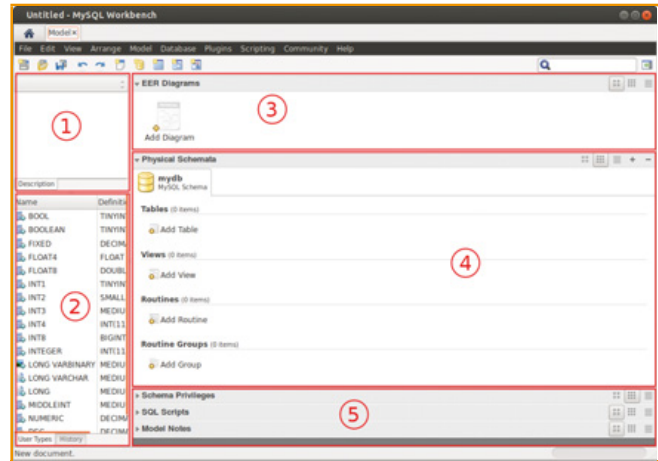 Untitled - MySQL Workbench
Model×
File Edit View Arrange Model Database Plugins Scripting Community Help
1
Description
Name Definiti
BOOL TINYIN
BOOLEAN TINYIN
FIXED DECIMA
FLOAT4 FLOAT
FLOAT8 DOUBL
INT1 TINYIN
INT2 SMALL
INT3 MEDIU
INT4 INT(11
INT8 BIGINT
INTEGER INT(11
LONG VARBINARY MEDIU
LONG VARCHAR MEDIU
LONG MEDIU
MIDDLEINT MEDIU
NUMERIC DECIMA
DEC DECIMA
2
User Types History
EER Diagrams
3
Add Diagram
Physical Schemata
mydb
MySQL Schema
Tables (0 items)
Add Table
Views (0 items)
4
Add View
Routines (0 items)
Add Routine
Routine Groups (0 items)
Add Group
Schema Privileges
SQL Scripts
5
Model Notes
New document.